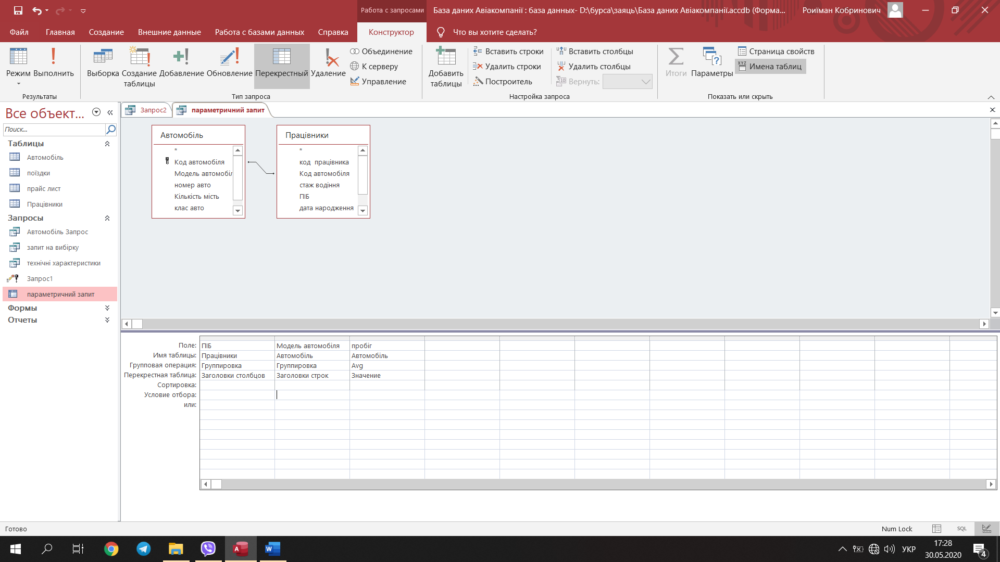 Работа с запросами
База даних Авіакомпанії : база данных- D:\бурса\заяць\База даних Авіакомпанії.accdb (Форма...
Роиїман Кобринович
Файл
Главная
Создание
Внешние данные
Работа с базами данных
Справка
Конструктор
Что вы хотите сделать?
Режим
Выполнить
Результаты
Выборка
Создание таблицы
Добавление
Обновление
Перекрестный
Удаление
Объединение
К серверу
Управление
Тип запроса
Добавить таблицы
Вставить строки
Удалить строки
Построитель
Вставить столбцы
Удалить столбцы
Вернуть:
Настройка запроса
Итоги
Параметры
Страница свойств
XYZ
Имена таблиц
Показать или скрыть
Все объект...
Поиск...
Таблицы
Автомобіль
поїздки
прайс лист
Працівники
Запросы
Автомобіль Запрос
запит на вибірку
технічні характеристики
Запрос1
параметричний запит
Формы
Отчеты
Запрос2
параметричний запит
Автомобіль
*
Код автомобіля
Модель автомобіл
номер авто
Кількість мість
клас авто
Працівники
*
код працівника
Код автомобіля
стаж водіння
ПІБ
дата народження
Поле: ПІБ Модель автомобіля пробіг
Имя таблицы: Працівники Автомобіль Автомобіль
Групповая операция: Группировка Группировка Avg
Перекрестная таблица: Заголовки столбцов Заголовки строк Значение
Сортировка:
Условие отбора:
или:
Готово
Num Lock
SQL
УКР
17:28
30.05.2020
4